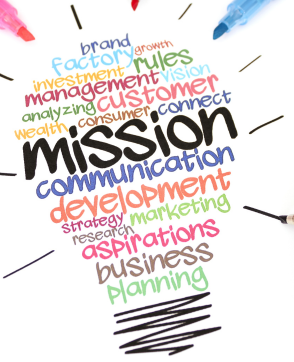 brand growth
factory rules
investment vision
management customer
analyzing consumer connect
wealth
mission
communication
development
strategy marketing
research
aspirations
business
planning